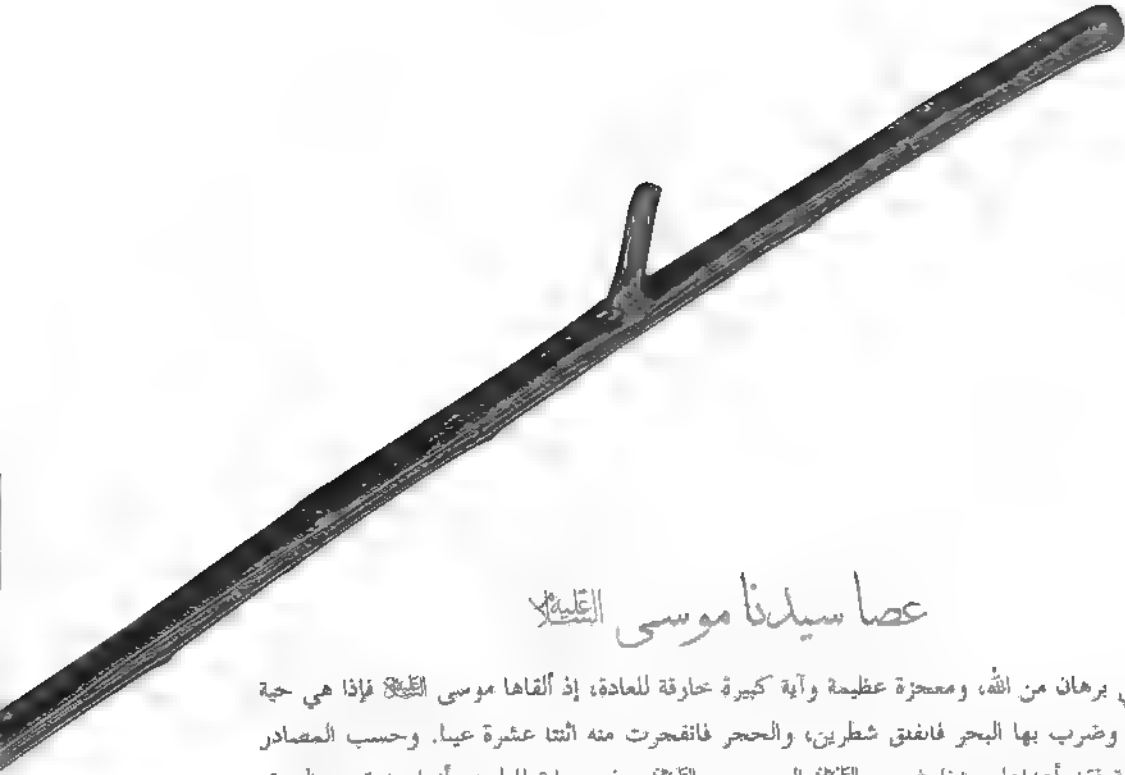 عصا سيدنا موسى عليه السلام
برهان من الله، ومعجزة عظيمة وآية كبيرة خارقة للعادة، إذ ألقاها موسى عليه السلام فإذا هي حية
وضرب بها البحر فانفلق شطرين، والحجر فانفجرت منه اثنتا عشرة عينا. وحسب المصادر